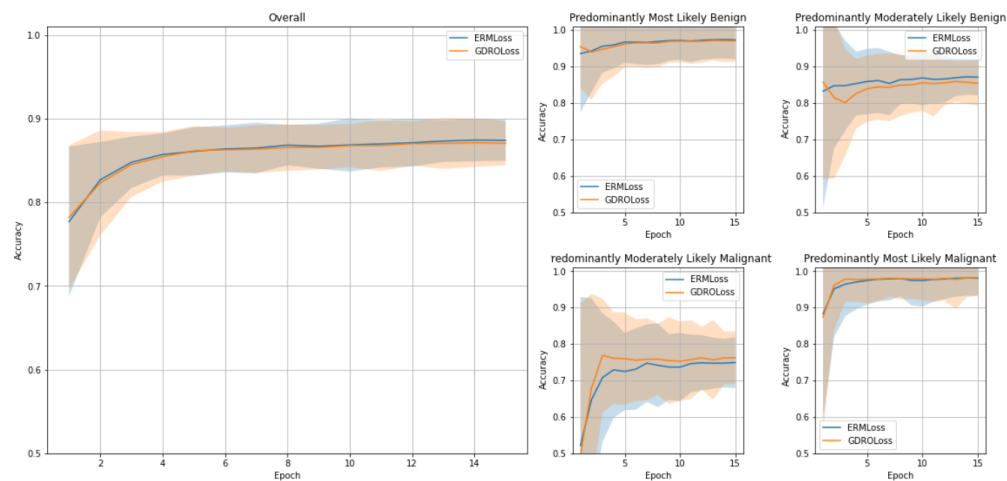 Overall
1.0
0.9
0.8
0.7
0.6
0.5
Accuracy
2
4
6
8
10
12
14
Epoch
ERMLoss
GDROLoss
Predominantly Most Likely Benign
1.0
0.9
0.8
0.7
0.6
0.5
Accuracy
5
10
15
Epoch
ERMLoss
GDROLoss
Predominantly Moderately Likely Benign
1.0
0.9
0.8
0.7
0.6
0.5
Accuracy
5
10
15
Epoch
ERMLoss
GDROLoss
redominantly Moderately Likely Malignant
1.0
0.9
0.8
0.7
0.6
0.5
Accuracy
5
10
15
Epoch
ERMLoss
GDROLoss
Predominantly Most Likely Malignant
1.0
0.9
0.8
0.7
0.6
0.5
Accuracy
5
10
15
Epoch
ERMLoss
GDROLoss